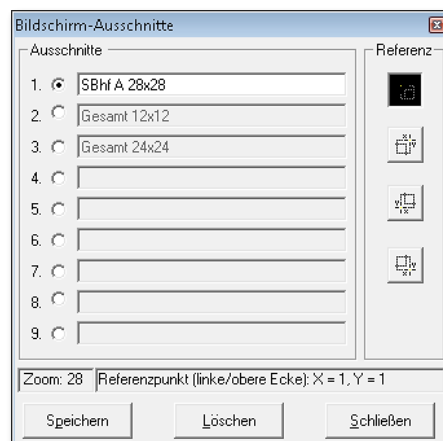 Bildschirm-Ausschnitte
Ausschnitte
Referenz
1. SBhf A 28x28
2. Gesamt 12x12
3. Gesamt 24x24
4.
5.
6.
7.
8.
9.
Zoom: 28 Referenzpunkt (linke/obere Ecke): X = 1, Y = 1
Speichern Löschen Schließen